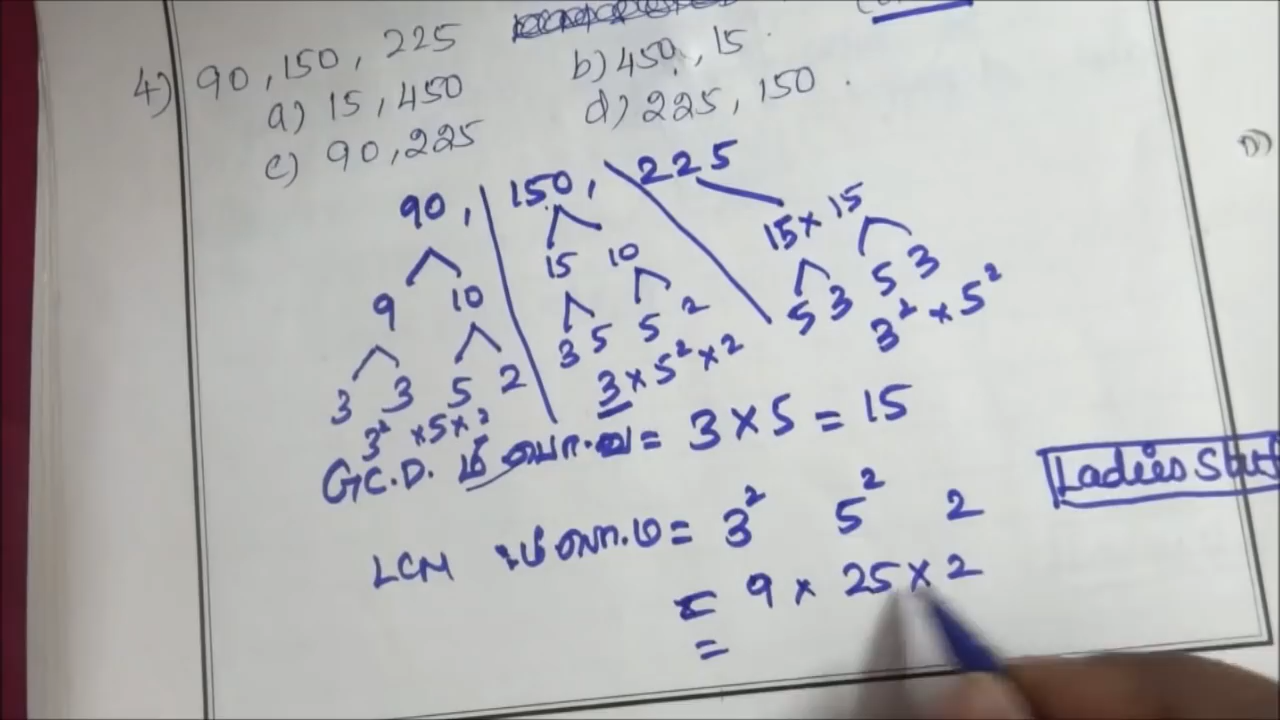 4) 90, 150, 225
a) 15, 450 b) 450, 15
c) 90, 225 d) 225, 150
90, 150, 225
15 × 15
15 10
9 10
5 3 5 3
3 5 5 2
3² × 5²
3 3 5 2
3 × 5² × 2
3² × 5 × 2
G.C.D. மீ பொ.வ = 3 × 5 = 15
LCM மீ.பொ.ம = 3² 5² 2
= 9 × 25 × 2
=
D)